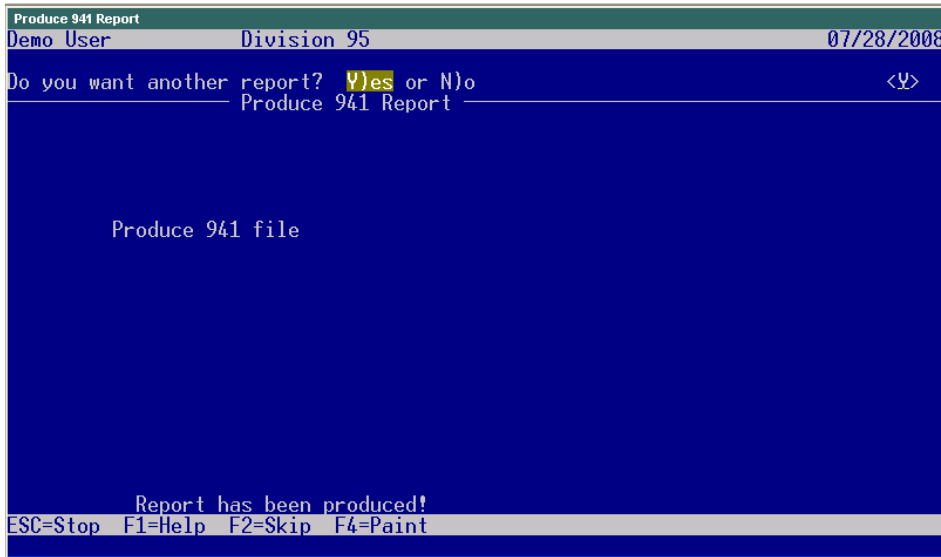 Produce 941 Report
Demo User Division 95 07/28/2008
Do you want another report? Y)es or N)o <Y>
Produce 941 Report
Produce 941 file
Report has been produced!
ESC=Stop F1=Help F2=Skip F4=Paint